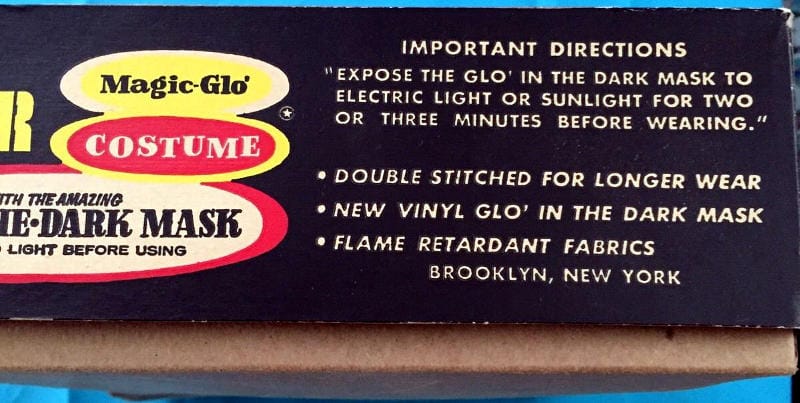 R
Magic-Glo'
COSTUME
ITH THE AMAZING
HE-DARK MASK
LIGHT BEFORE USING
IMPORTANT DIRECTIONS
"EXPOSE THE GLO' IN THE DARK MASK TO
ELECTRIC LIGHT OR SUNLIGHT FOR TWO
OR THREE MINUTES BEFORE WEARING."
• DOUBLE STITCHED FOR LONGER WEAR
• NEW VINYL GLO' IN THE DARK MASK
• FLAME RETARDANT FABRICS
BROOKLYN, NEW YORK